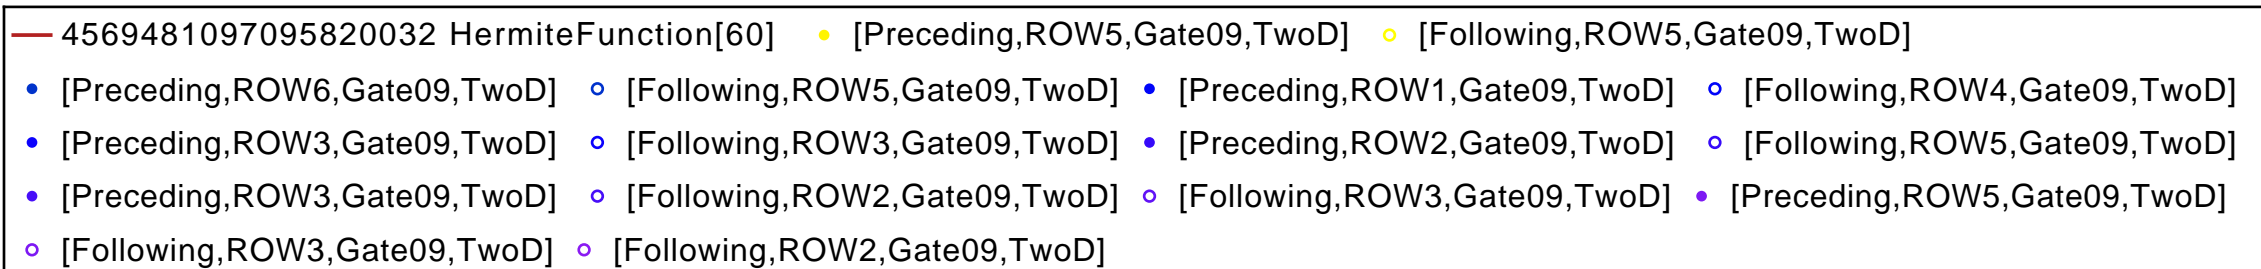 4569481097095820032 HermiteFunction[60] [Preceding,ROW5,Gate09,TwoD] [Following,ROW5,Gate09,TwoD]
[Preceding,ROW6,Gate09,TwoD] [Following,ROW5,Gate09,TwoD] [Preceding,ROW1,Gate09,TwoD] [Following,ROW4,Gate09,TwoD]
[Preceding,ROW3,Gate09,TwoD] [Following,ROW3,Gate09,TwoD] [Preceding,ROW2,Gate09,TwoD] [Following,ROW5,Gate09,TwoD]
[Preceding,ROW3,Gate09,TwoD] [Following,ROW2,Gate09,TwoD] [Following,ROW3,Gate09,TwoD] [Preceding,ROW5,Gate09,TwoD]
[Following,ROW3,Gate09,TwoD] [Following,ROW2,Gate09,TwoD]